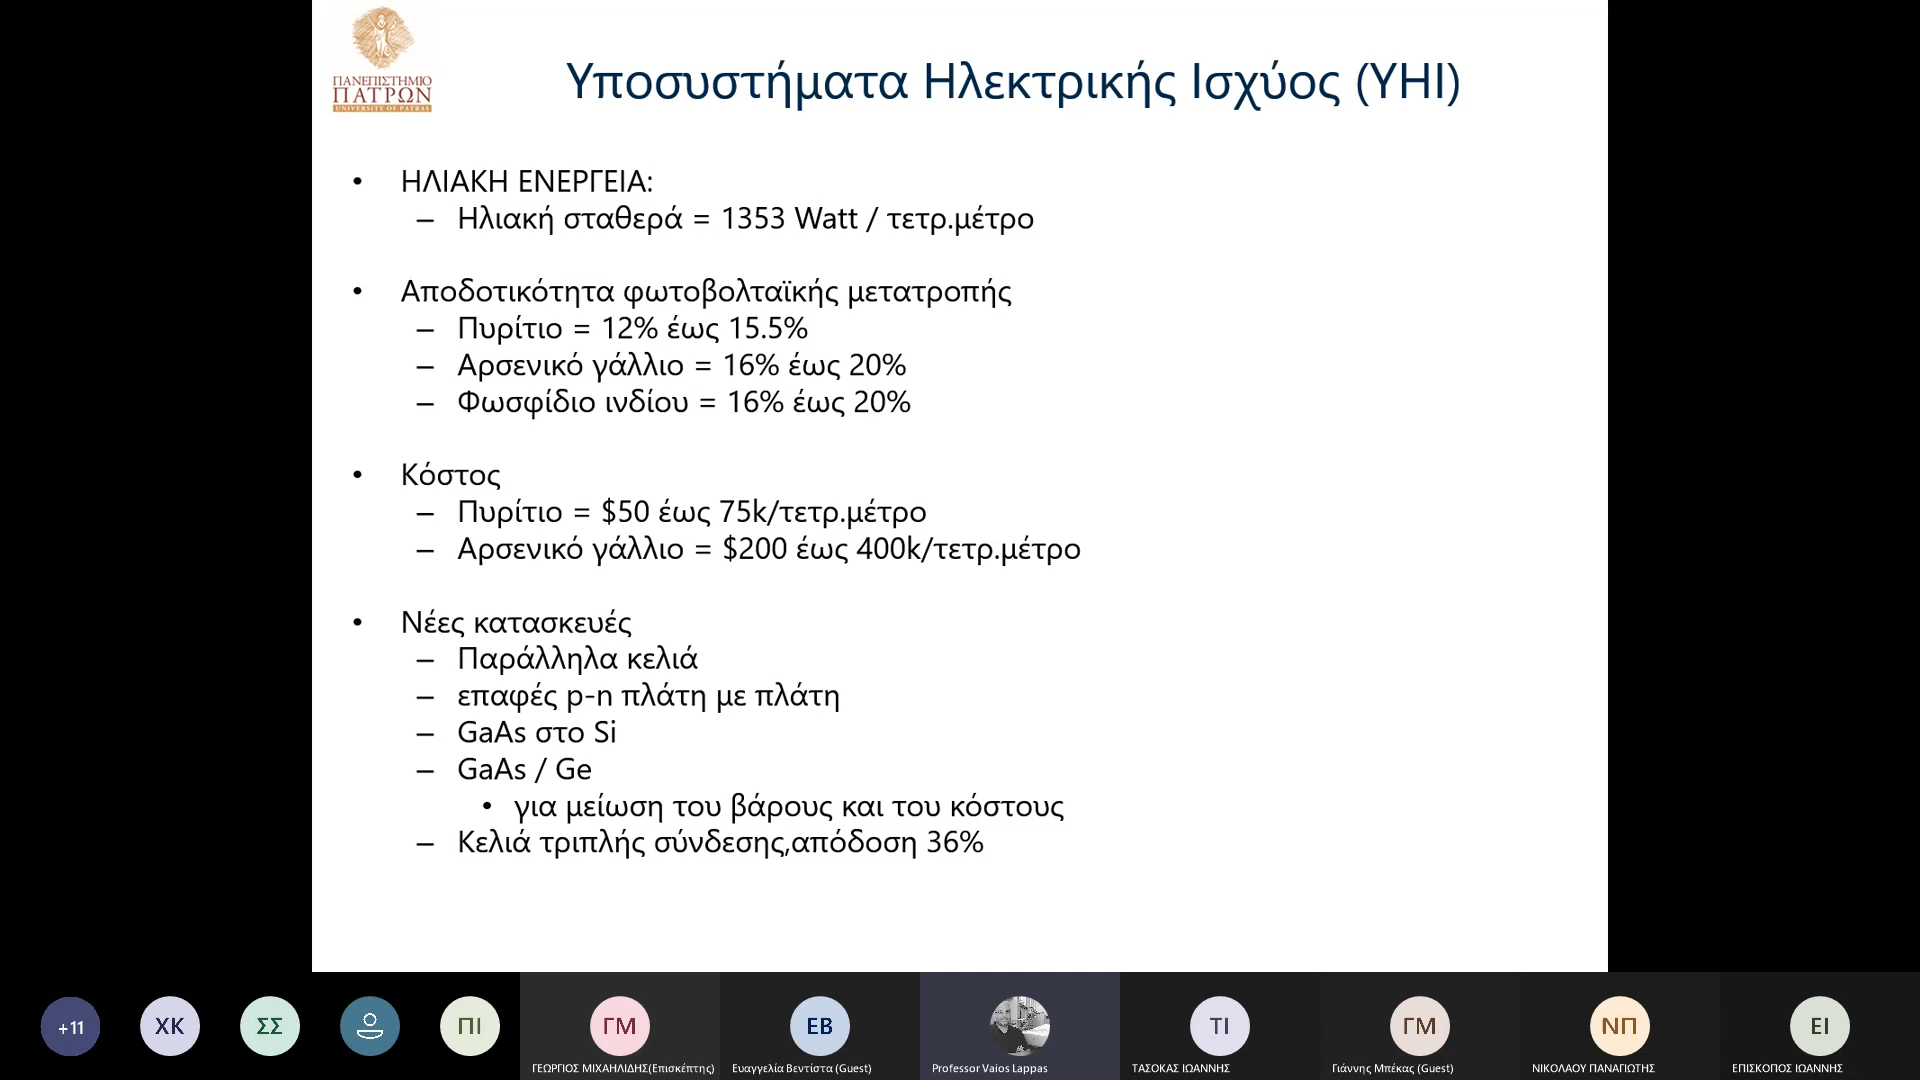 ΠΑΝΕΠΙΣΤΗΜΙΟ
ΠΑΤΡΩΝ
UNIVERSITY OF PATRAS
Υποσυστήματα Ηλεκτρικής Ισχύος (ΥΗΙ)
• ΗΛΙΑΚΗ ΕΝΕΡΓΕΙΑ:
– Ηλιακή σταθερά = 1353 Watt / τετρ.μέτρο
• Αποδοτικότητα φωτοβολταϊκής μετατροπής
– Πυρίτιο = 12% έως 15.5%
– Αρσενικό γάλλιο = 16% έως 20%
– Φωσφίδιο ινδίου = 16% έως 20%
• Κόστος
– Πυρίτιο = $50 έως 75k/τετρ.μέτρο
– Αρσενικό γάλλιο = $200 έως 400k/τετρ.μέτρο
• Νέες κατασκευές
– Παράλληλα κελιά
– επαφές p-n πλάτη με πλάτη
– GaAs στο Si
– GaAs / Ge
• για μείωση του βάρους και του κόστους
– Κελιά τριπλής σύνδεσης,απόδοση 36%
+11 ΧΚ ΣΣ ΠΙ ΓΜ ΕΒ ΤΙ ΓΜ ΝΠ ΕΙ
ΓΕΩΡΓΙΟΣ ΜΙΧΑΗΛΙΔΗΣ(Επισκέπτης) Ευαγγελία Βεντίστα (Guest) Professor Vaios Lappas ΤΑΣΟΚΑΣ ΙΩΑΝΝΗΣ Γιάννης Μπέκας (Guest) ΝΙΚΟΛΑΟΥ ΠΑΝΑΓΙΩΤΗΣ ΕΠΙΣΚΟΠΟΣ ΙΩΑΝΝΗΣ